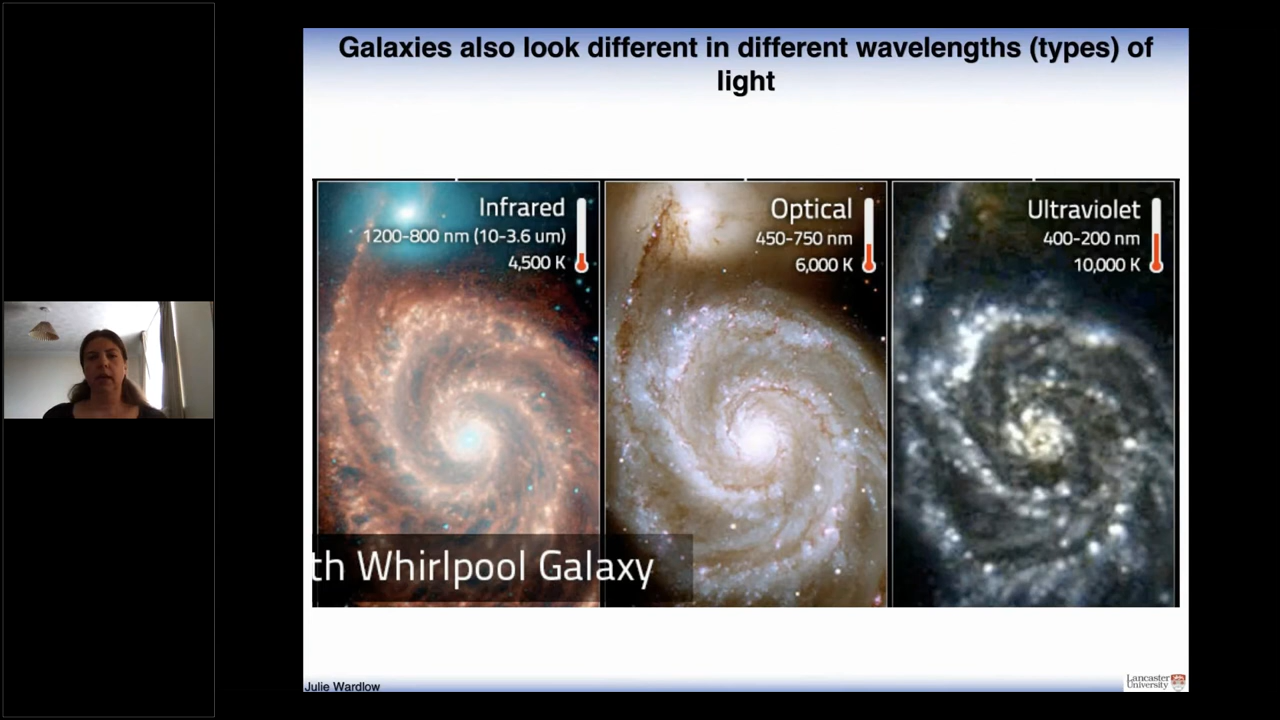 Galaxies also look different in different wavelengths (types) of
light
Infrared
1200-800 nm (10-3.6 um)
4,500 K
Optical
450-750 nm
6,000 K
Ultraviolet
400-200 nm
10,000 K
th Whirlpool Galaxy
Julie Wardlow
Lancaster
University